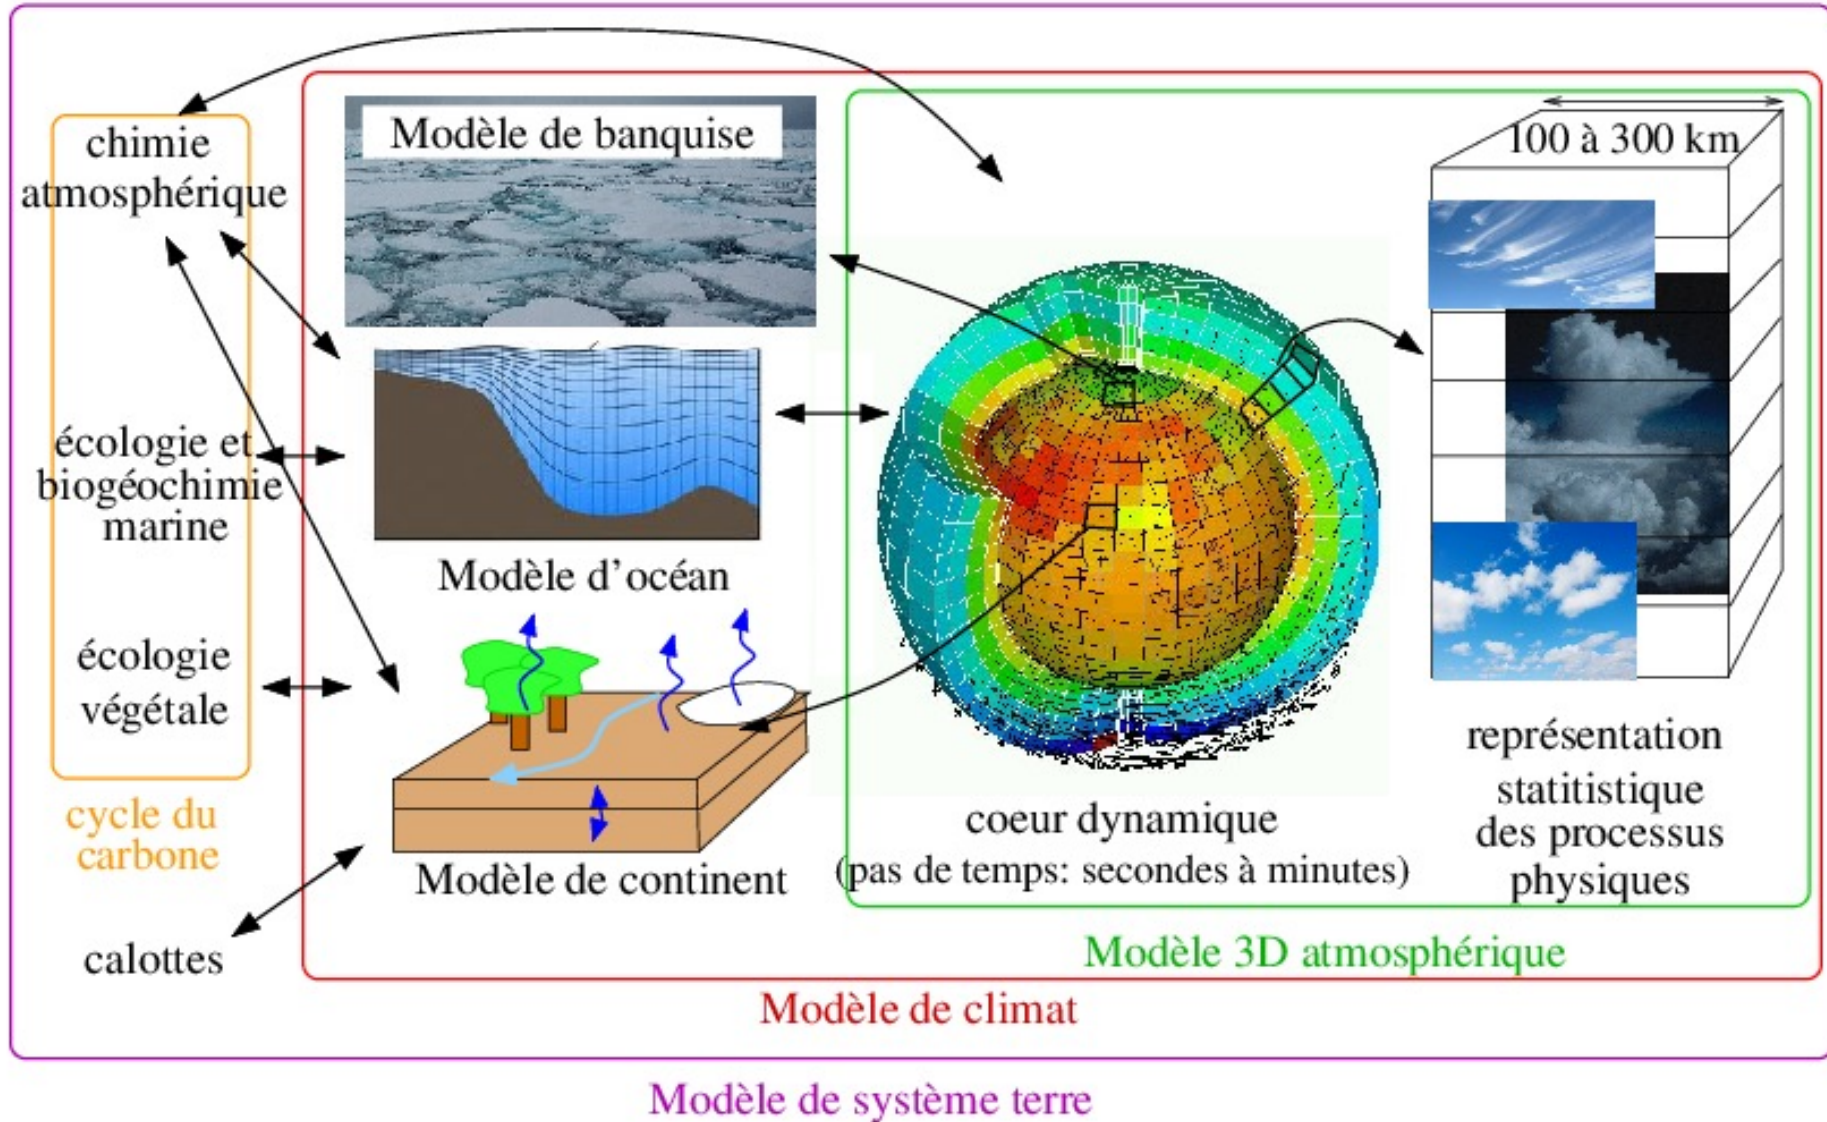 chimie
atmosphérique
écologie et
biogéochimie
marine
écologie
végétale
cycle du
carbone
calottes
Modèle de banquise
Modèle d'océan
Modèle de continent
coeur dynamique
(pas de temps: secondes à minutes)
100 à 300 km
représentation
statitistique
des processus
physiques
Modèle 3D atmosphérique
Modèle de climat
Modèle de système terre